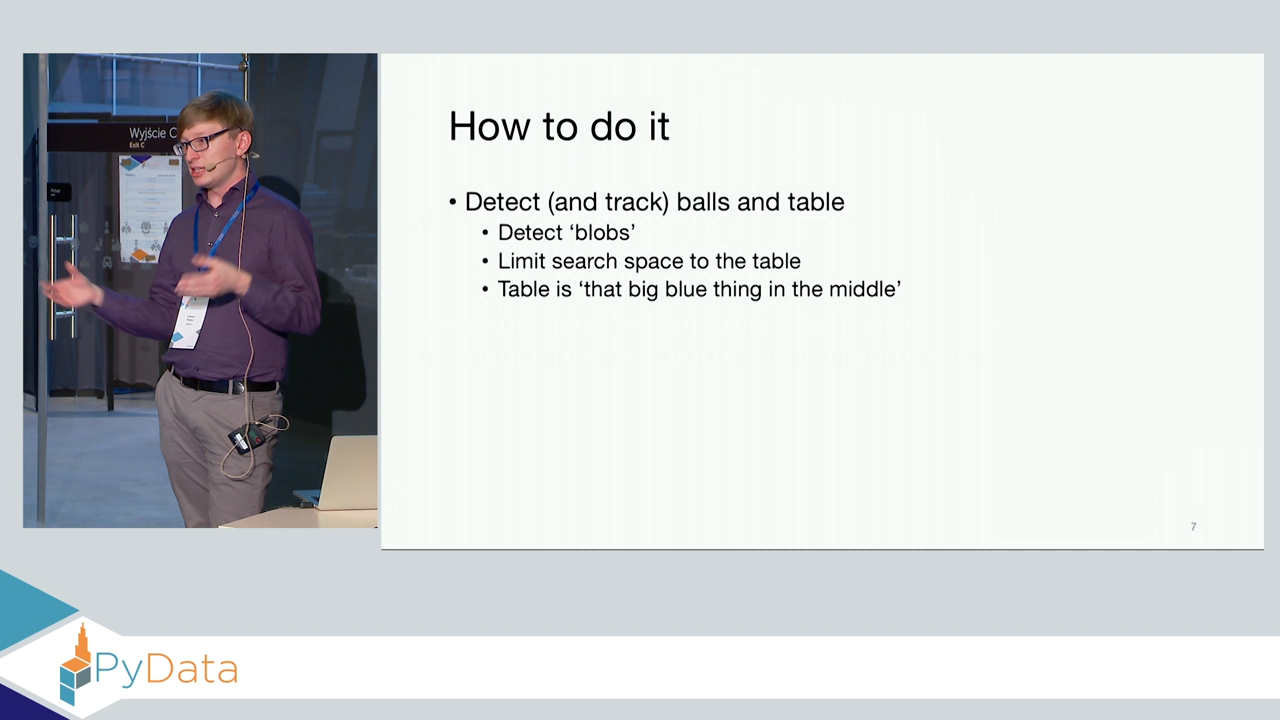 Wyjście C
Exit C
How to do it
• Detect (and track) balls and table
• Detect ‘blobs’
• Limit search space to the table
• Table is ‘that big blue thing in the middle’
7
PyData